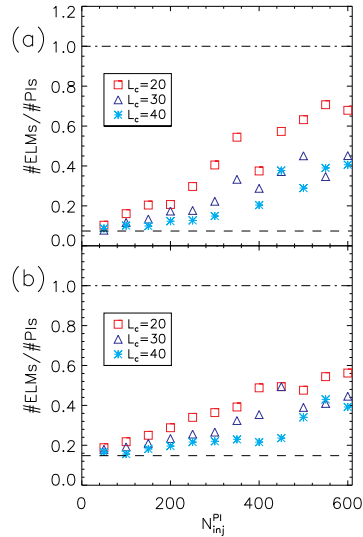 (a)
#ELMs/#PIs
1.2
1.0
0.8
0.6
0.4
0.2
0.0
L_c=20
L_c=30
L_c=40
(b)
#ELMs/#PIs
1.0
0.8
0.6
0.4
0.2
0.0
L_c=20
L_c=30
L_c=40
0 200 400 600
N_inj^PI